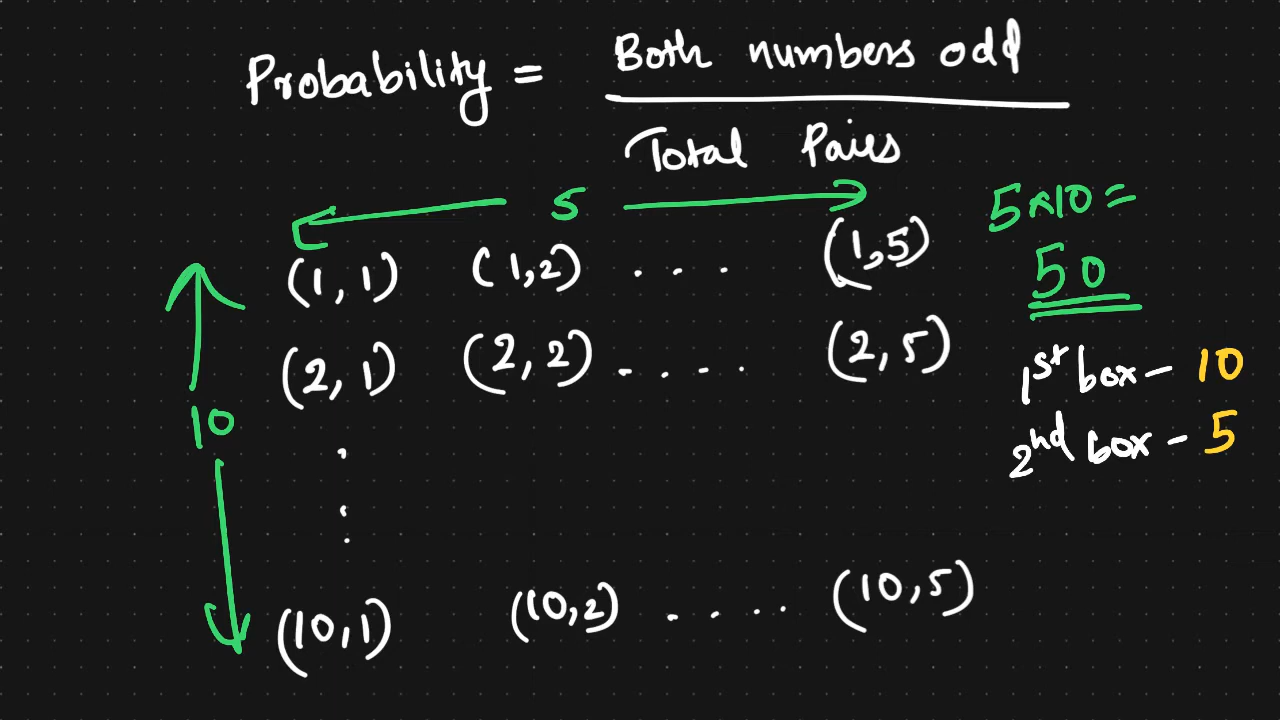 Probability = Both numbers odd
Total Pairs
5
5x10 =
50
(1, 1) (1,2) .... (1,5)
(2, 1) (2, 2) ..... (2, 5)
1st box - 10
10
2nd box - 5
(10,1) (10,2) ..... (10,5)